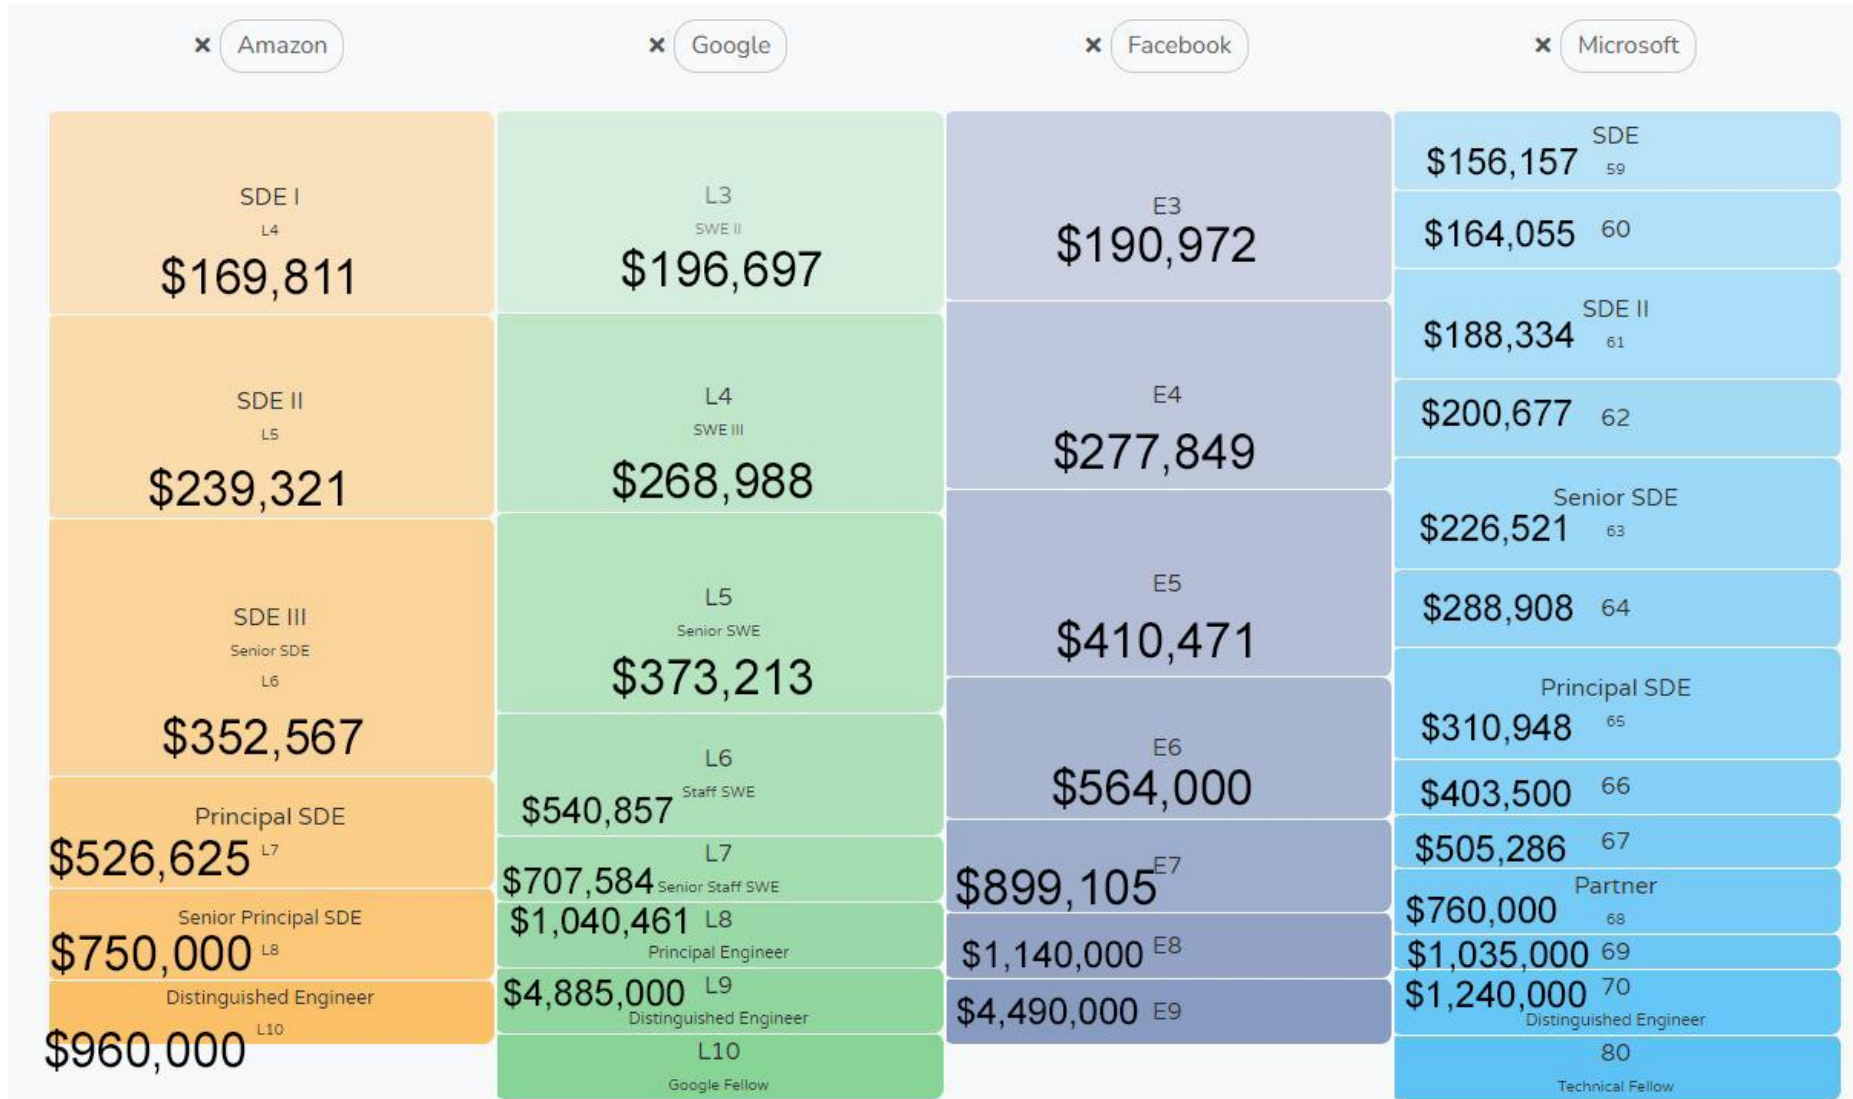 × Amazon
× Google
× Facebook
× Microsoft
SDE I
L4
$169,811
SDE II
L5
$239,321
SDE III
Senior SDE
L6
$352,567
Principal SDE
$526,625 L7
Senior Principal SDE
$750,000 L8
Distinguished Engineer
L10
$960,000
L3
SWE II
$196,697
L4
SWE III
$268,988
L5
Senior SWE
$373,213
L6
Staff SWE
$540,857
L7
$707,584 Senior Staff SWE
$1,040,461 L8
Principal Engineer
$4,885,000 L9
Distinguished Engineer
L10
Google Fellow
E3
$190,972
E4
$277,849
E5
$410,471
E6
$564,000
$899,105 E7
$1,140,000 E8
$4,490,000 E9
SDE
$156,157 59
$164,055 60
SDE II
$188,334 61
$200,677 62
Senior SDE
$226,521 63
$288,908 64
Principal SDE
$310,948 65
$403,500 66
$505,286 67
Partner
$760,000 68
$1,035,000 69
$1,240,000 70
Distinguished Engineer
80
Technical Fellow